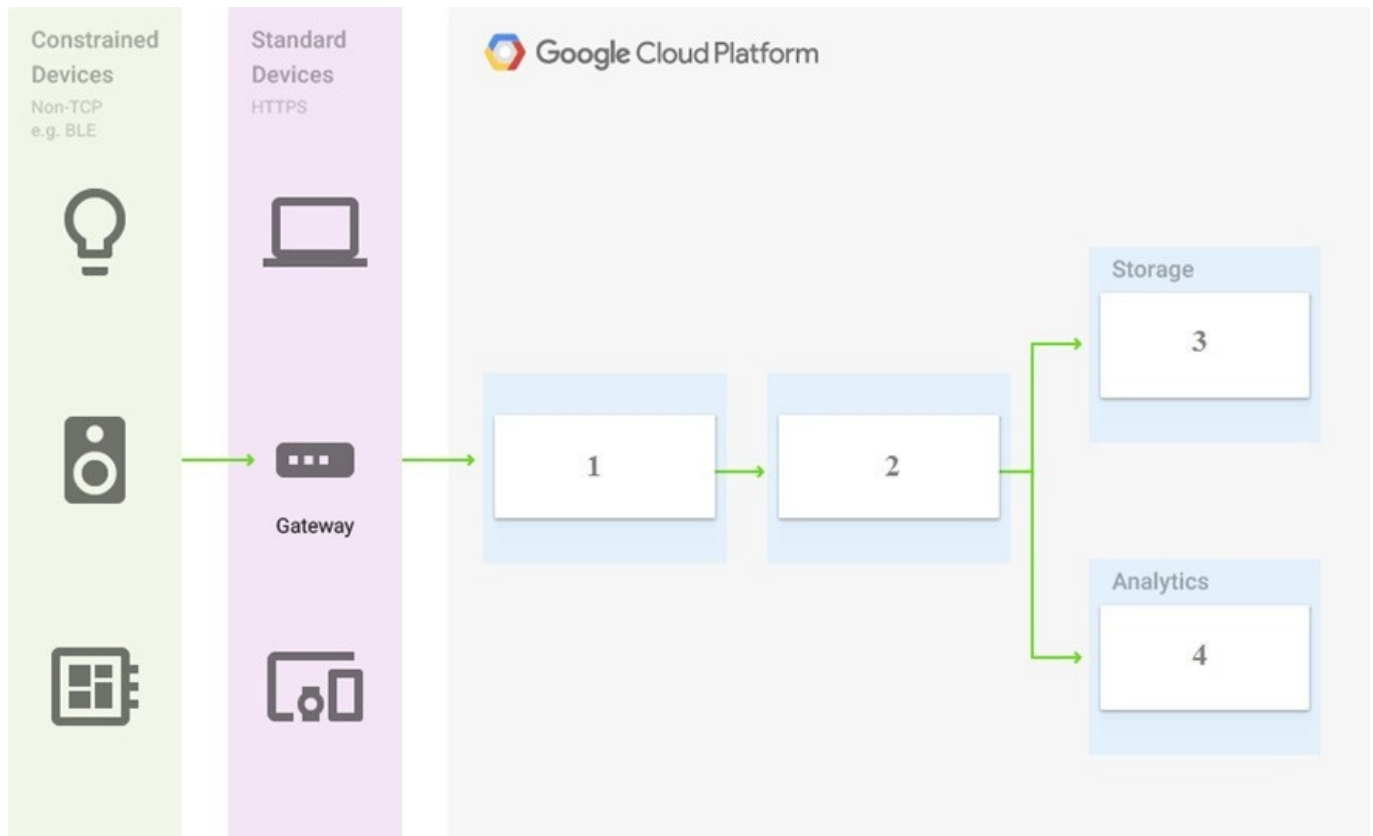 Constrained
Devices
Non-TCP
e.g. BLE
Standard
Devices
HTTPS
Google Cloud Platform
Gateway
1
2
Storage
3
Analytics
4